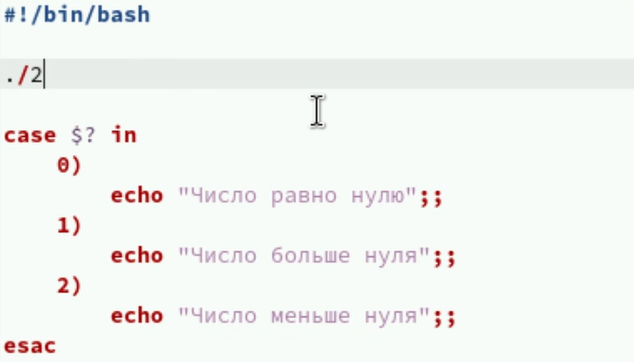 #!/bin/bash
./2
case $? in
0)
echo "Число равно нулю";;
1)
echo "Число больше нуля";;
2)
echo "Число меньше нуля";;
esac